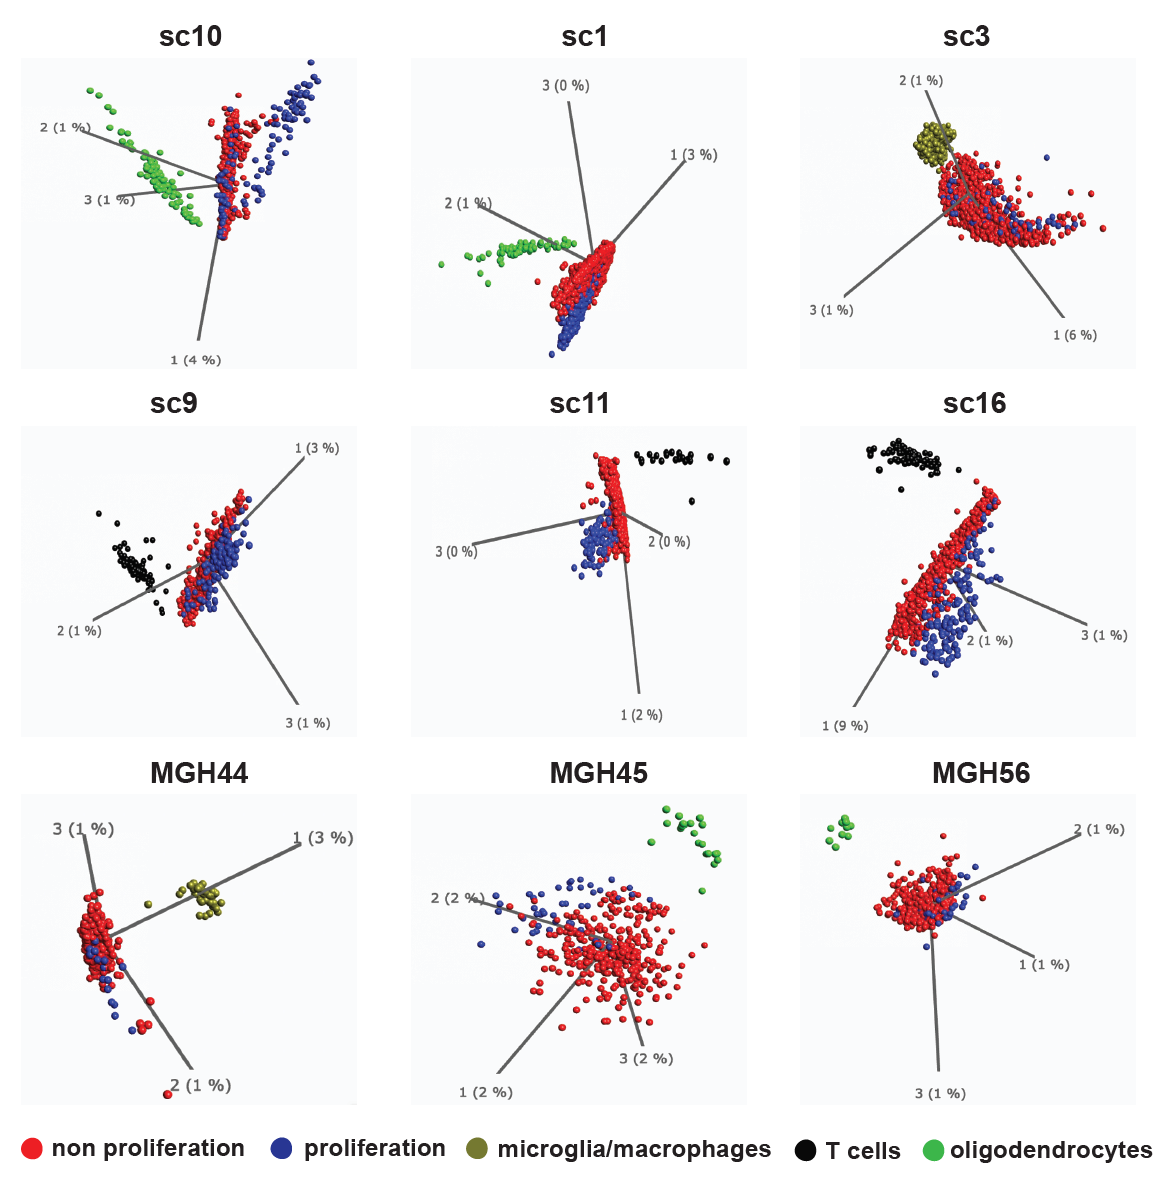 sc10
sc1
sc3
2 (1 %)
3 (1 %)
1 (4 %)
3 (0 %)
1 (3 %)
2 (1 %)
2 (1 %)
3 (1 %)
1 (6 %)
sc9
sc11
sc16
1 (3 %)
2 (1 %)
3 (1 %)
3 (0 %)
2 (0 %)
1 (2 %)
2 (1 %)
3 (1 %)
1 (9 %)
MGH44
MGH45
MGH56
3 (1 %)
1 (3 %)
2 (1 %)
2 (2 %)
3 (2 %)
1 (2 %)
2 (1 %)
1 (1 %)
3 (1 %)
non proliferation proliferation microglia/macrophages T cells oligodendrocytes